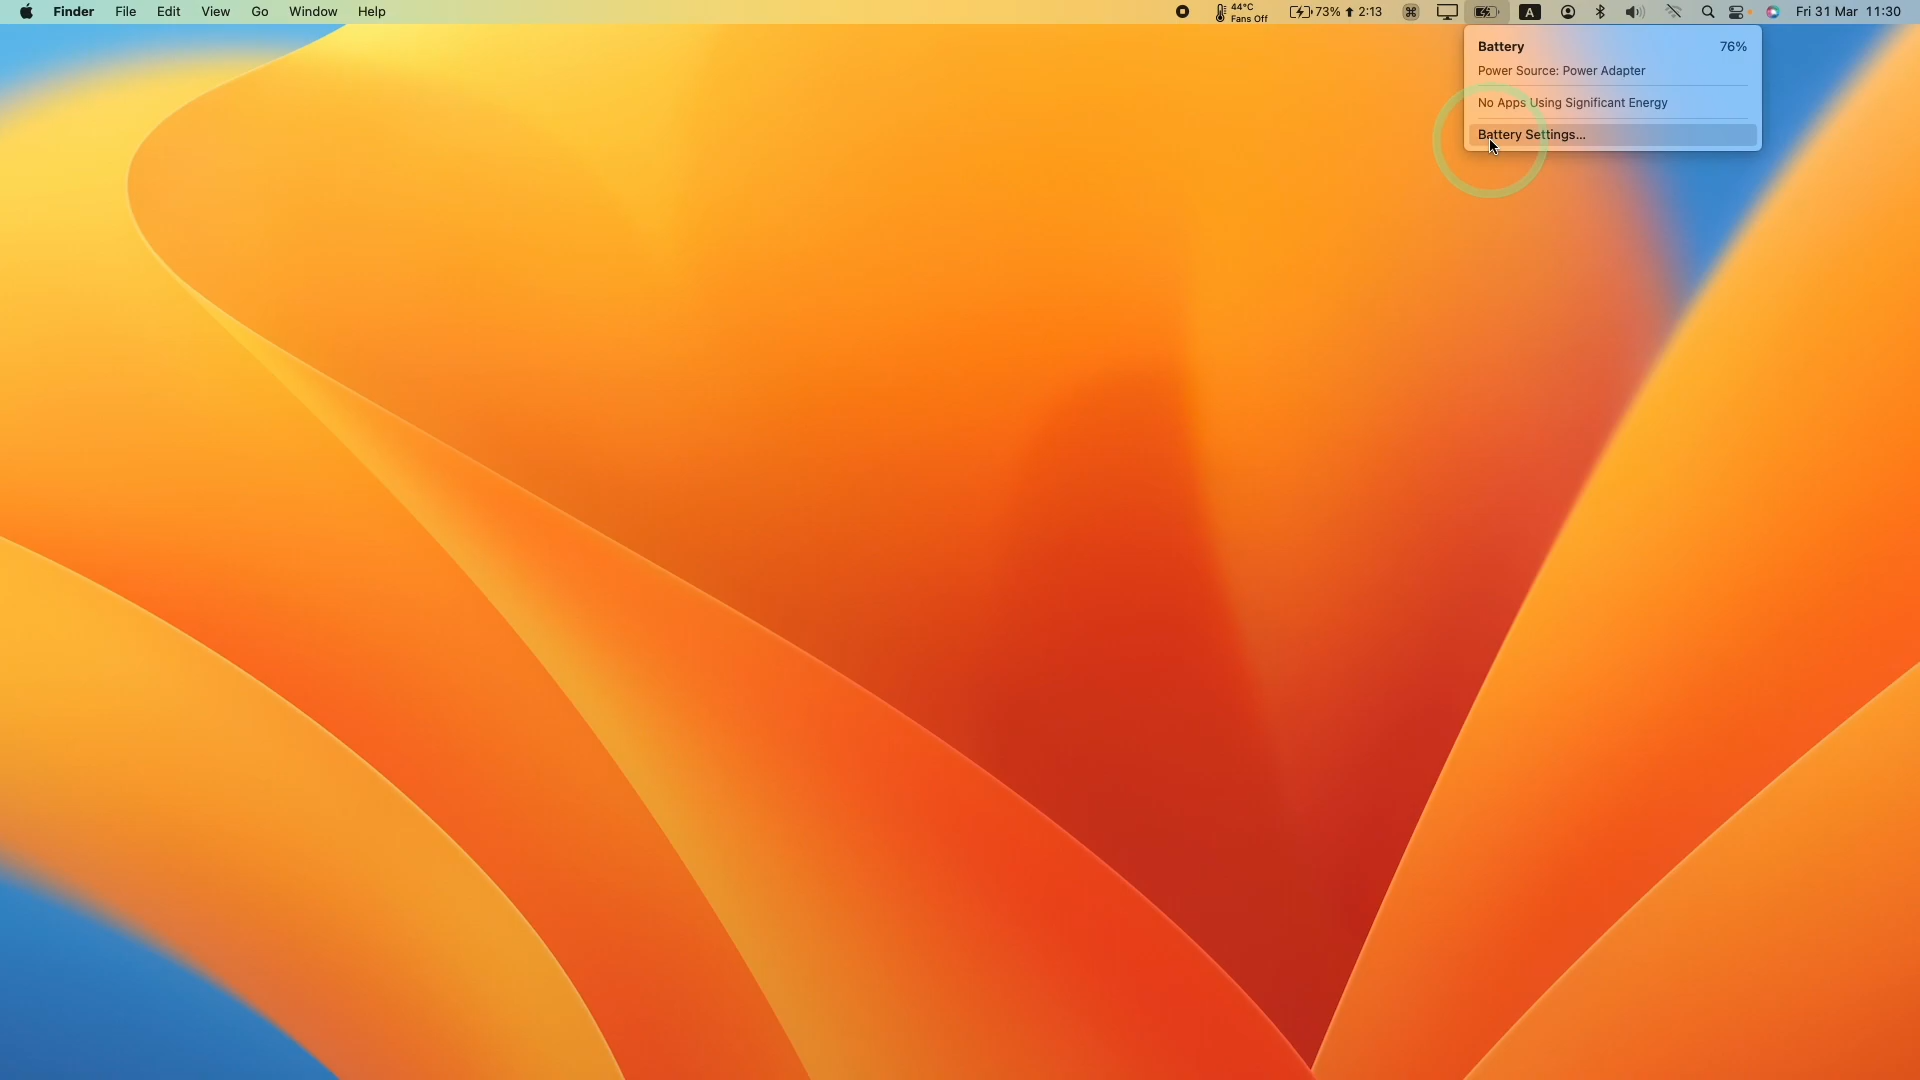 Finder File Edit View Go Window Help 44°C Fans Off 73% 2:13 A Fri 31 Mar 11:30
Battery 76%
Power Source: Power Adapter
No Apps Using Significant Energy
Battery Settings...